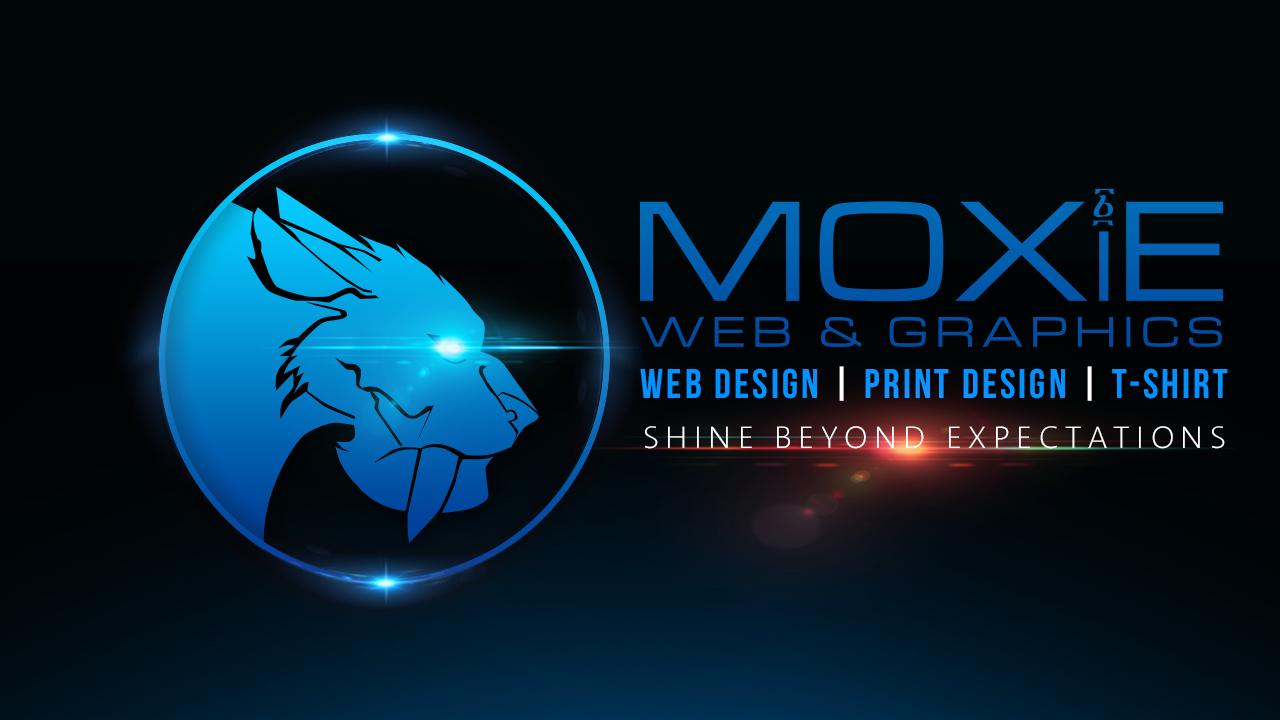 MOXiE
WEB & GRAPHICS
WEB DESIGN | PRINT DESIGN | T-SHIRT
SHINE BEYOND EXPECTATIONS